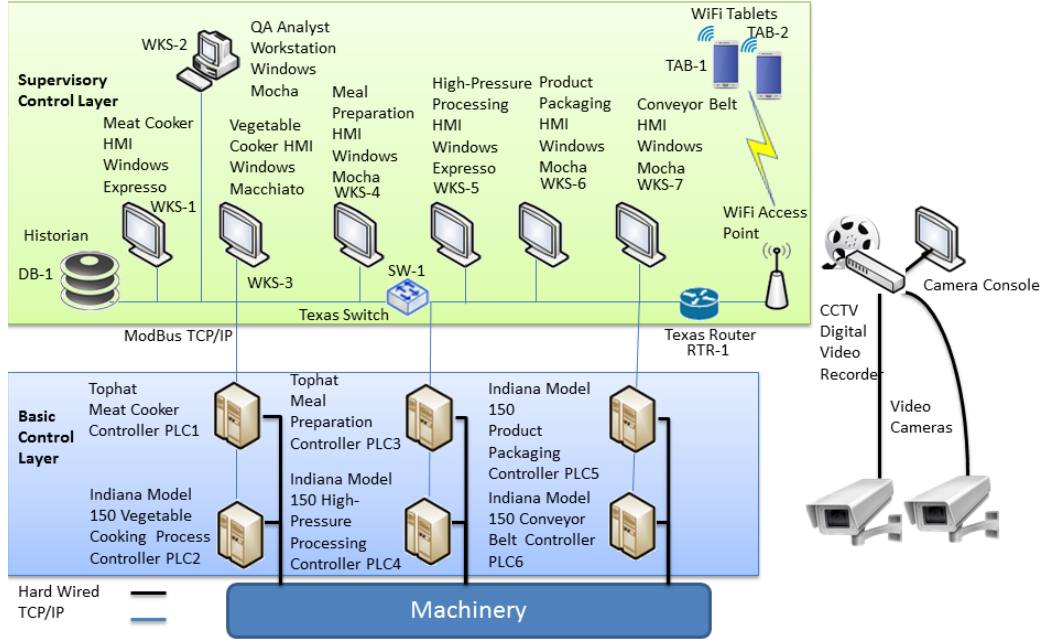 WiFi Tablets
TAB-2
TAB-1
QA Analyst
Workstation
Windows
Mocha
WKS-2
Supervisory
Control Layer
Meat Cooker
HMI
Windows
Expresso
WKS-1
Vegetable
Cooker HMI
Windows
Macchiato
WKS-3
Meal
Preparation
HMI
Windows
Mocha
WKS-4
High-Pressure
Processing
HMI
Windows
Expresso
WKS-5
Product
Packaging
HMI
Windows
Mocha
WKS-6
Conveyor Belt
HMI
Windows
Mocha
WKS-7
WiFi Access
Point
Historian
DB-1
SW-1
Texas Switch
ModBus TCP/IP
Texas Router
RTR-1
Camera Console
CCTV
Digital
Video
Recorder
Video
Cameras
Basic
Control
Layer
Tophat
Meat Cooker
Controller PLC1
Tophat
Meal
Preparation
Controller PLC3
Indiana Model
150
Product
Packaging
Controller PLC5
Indiana Model
150 Vegetable
Cooking Process
Controller PLC2
Indiana Model
150 High-
Pressure
Processing
Controller PLC4
Indiana Model
150 Conveyor
Belt Controller
PLC6
Hard Wired
TCP/IP
Machinery